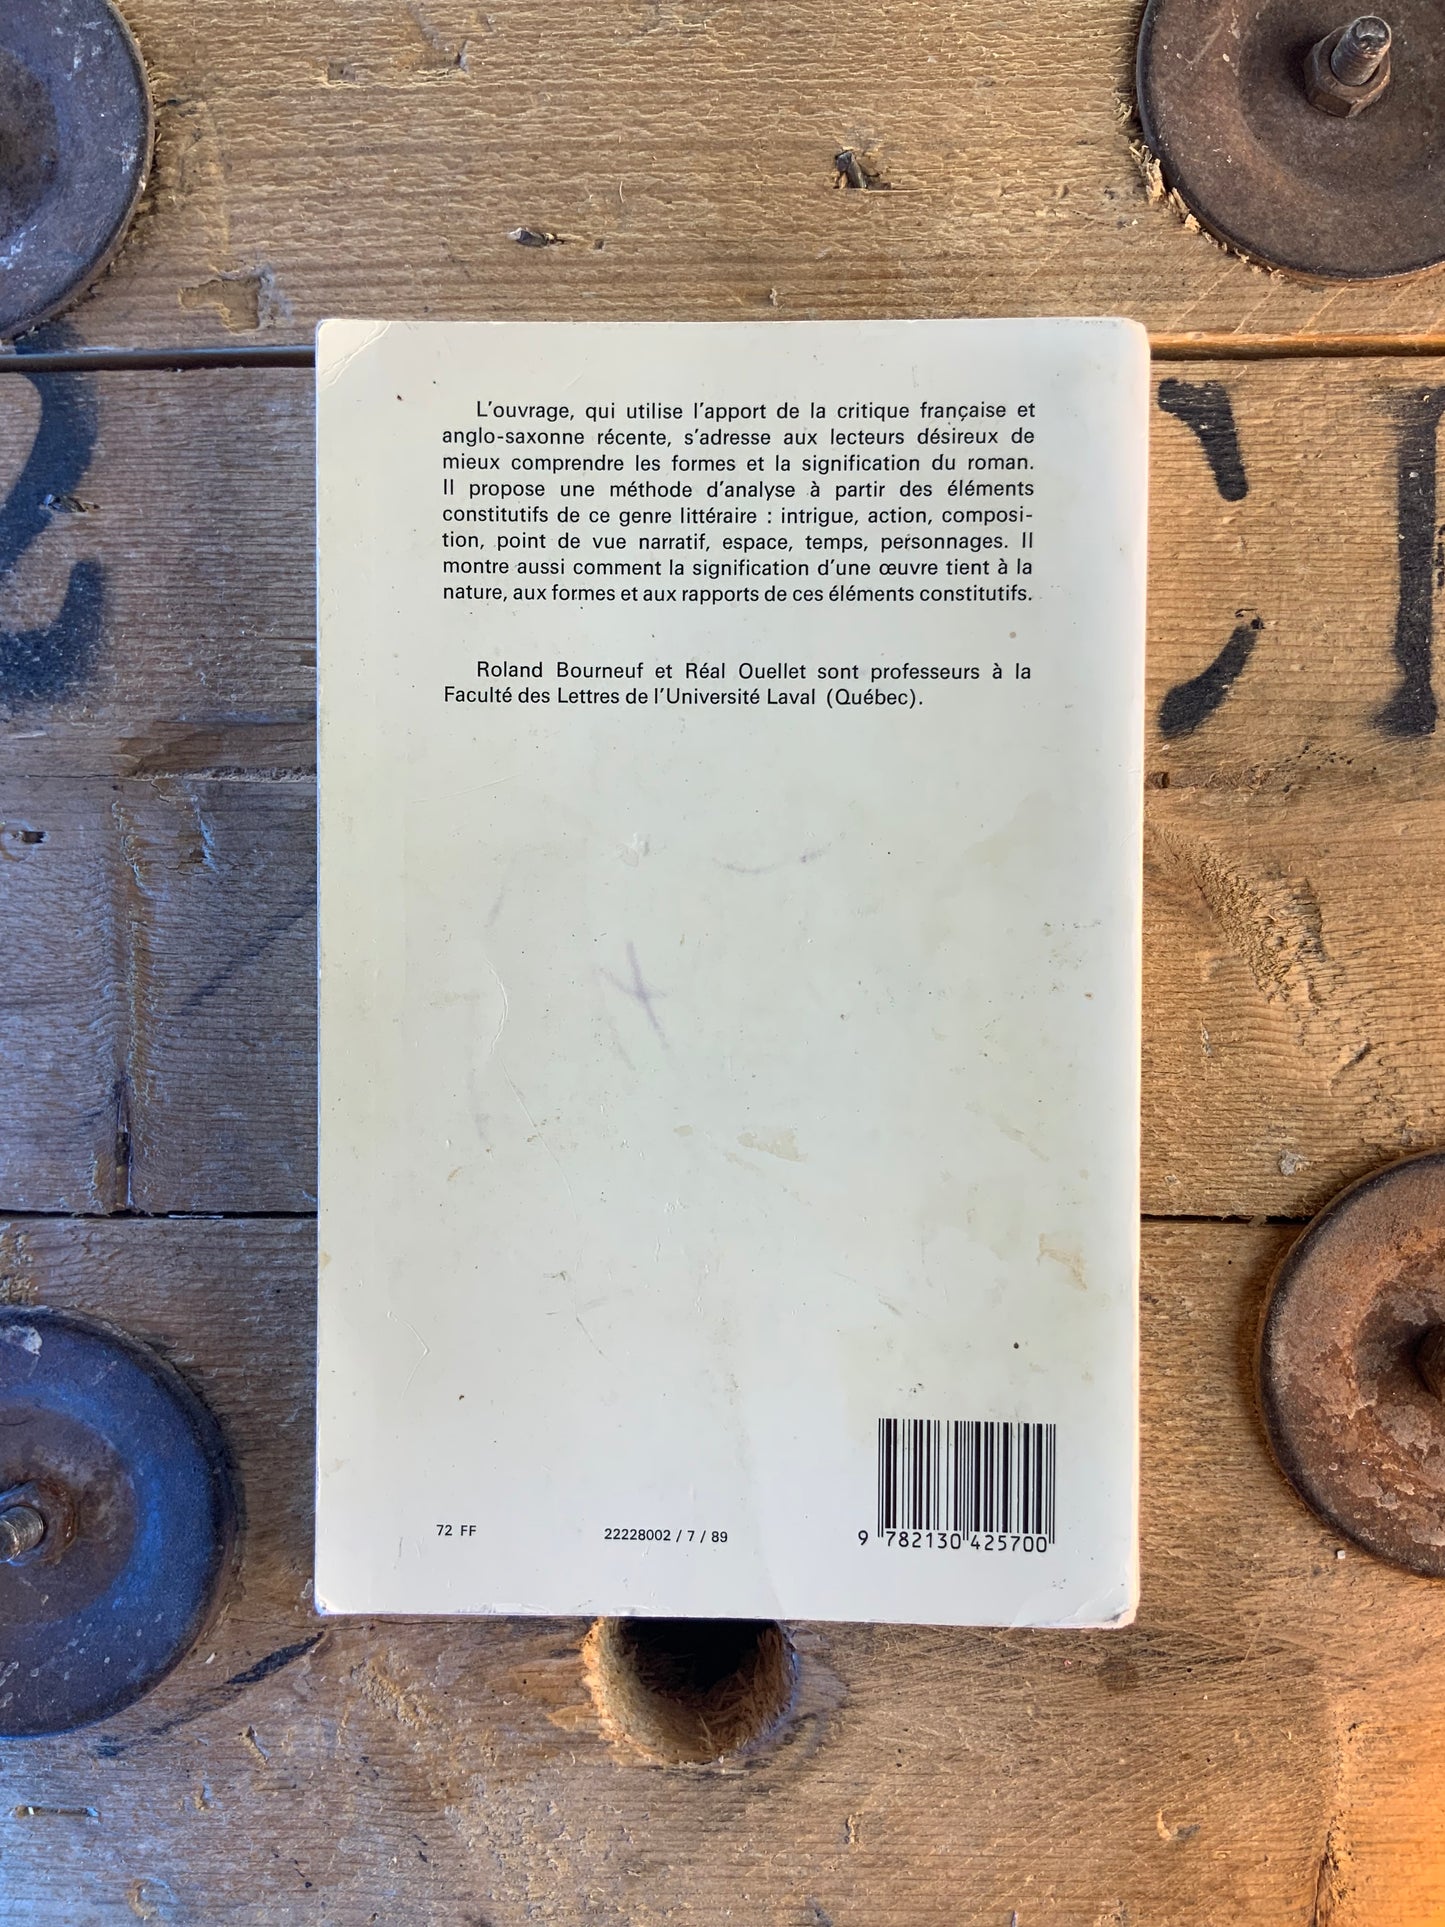 L'ouvrage, qui utilise l'apport de la critique française et
anglo-saxonne récente, s'adresse aux lecteurs désireux de
mieux comprendre les formes et la signification du roman.
Il propose une méthode d'analyse à partir des éléments
constitutifs de ce genre littéraire : intrigue, action, composi-
tion, point de vue narratif, espace, temps, personnages. Il
montre aussi comment la signification d'une œuvre tient à la
nature, aux formes et aux rapports de ces éléments constitutifs.
Roland Bourneuf et Réal Ouellet sont professeurs à la
Faculté des Lettres de l'Université Laval (Québec).
72 FF
22228002 / 7 / 89
9 782130 425700